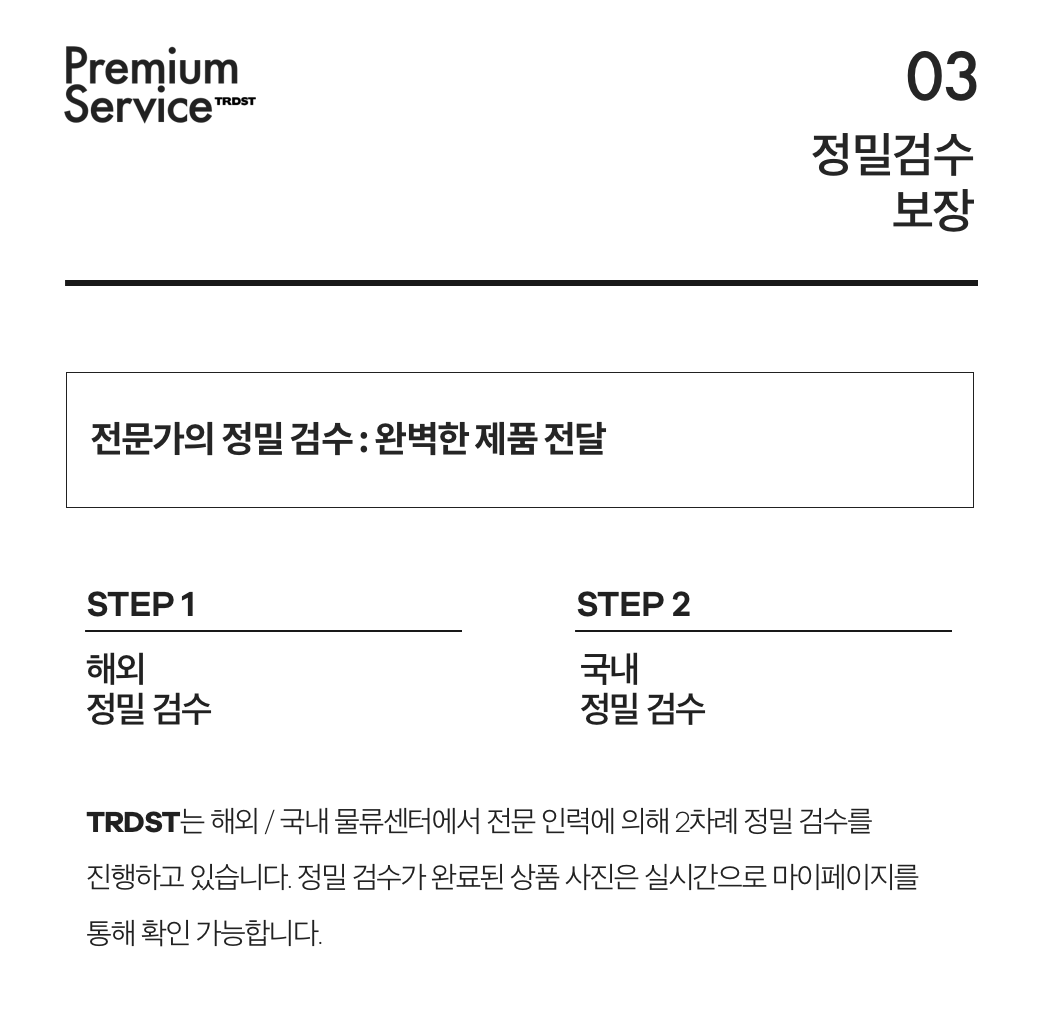 Premium
Service TRDST
03
정밀검수
보장
전문가의 정밀 검수 : 완벽한 제품 전달
STEP 1
해외
정밀 검수
STEP 2
국내
정밀 검수
TRDST는 해외 / 국내 물류센터에서 전문 인력에 의해 2차례 정밀 검수를
진행하고 있습니다. 정밀 검수가 완료된 상품 사진은 실시간으로 마이페이지를
통해 확인 가능합니다.